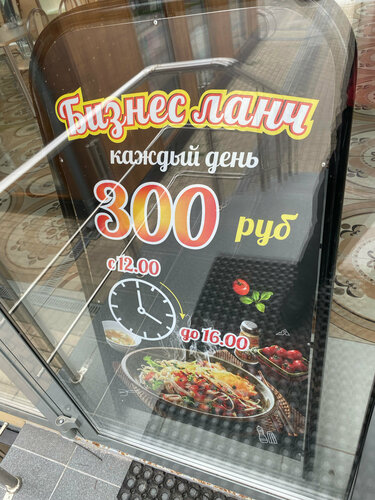 Бизнес ланч
каждый день
300 руб
с 12.00
до 16.00